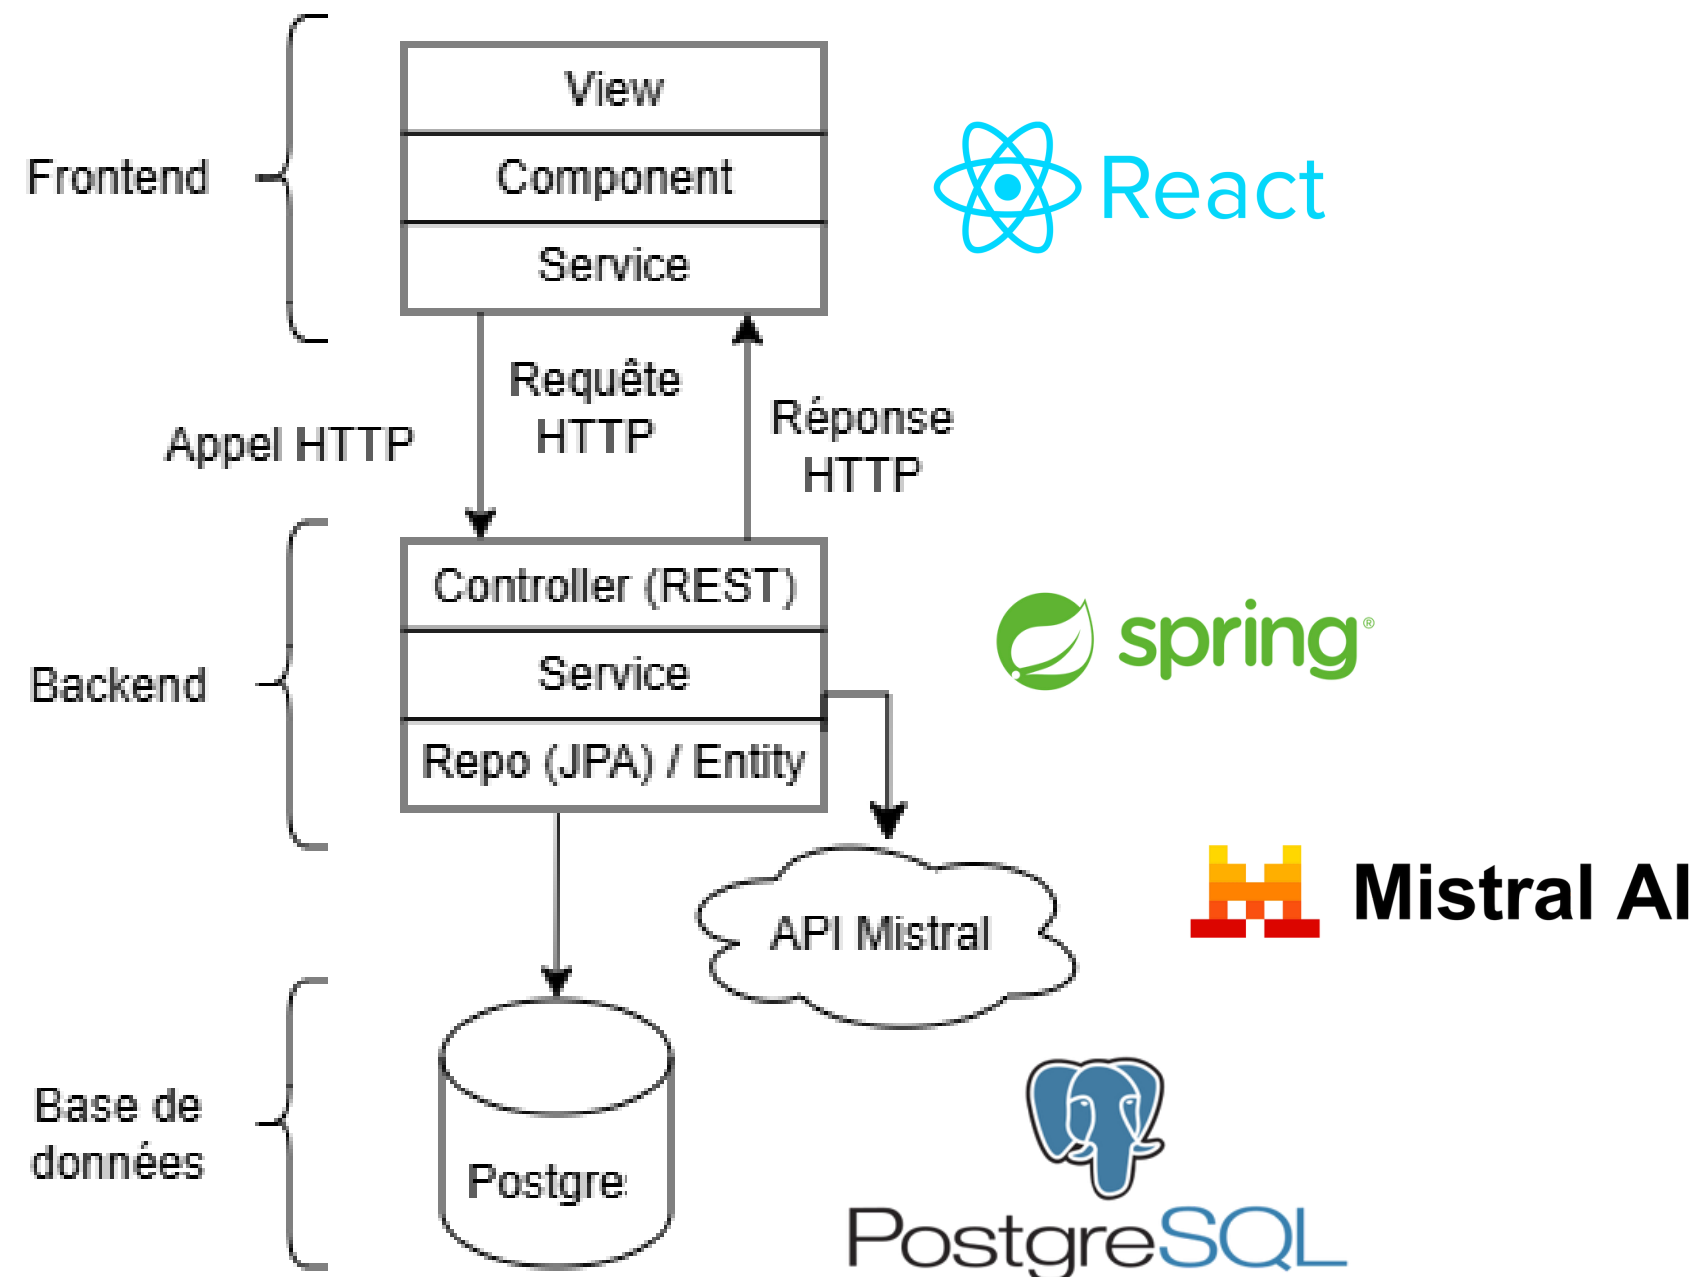 View
Frontend
Component
React
Service
Requête
HTTP
Appel HTTP
Réponse
HTTP
Controller (REST)
spring®
Backend
Service
Repo (JPA) / Entity
Mistral AI
API Mistral
Base de
données
Postgres
PostgreSQL